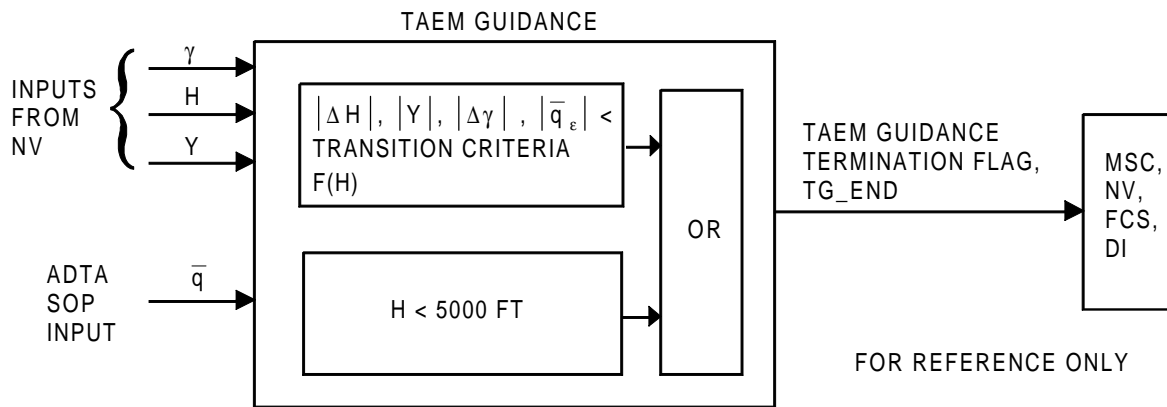 TAEM GUIDANCE
INPUTS
FROM
NV
γ
H
Y
|ΔH|, |Y|, |Δγ|, |q̅ε| <
TRANSITION CRITERIA
F(H)
OR
TAEM GUIDANCE
TERMINATION FLAG,
TG_END
MSC,
NV,
FCS,
DI
ADTA
SOP
INPUT
q̅
H < 5000 FT
FOR REFERENCE ONLY